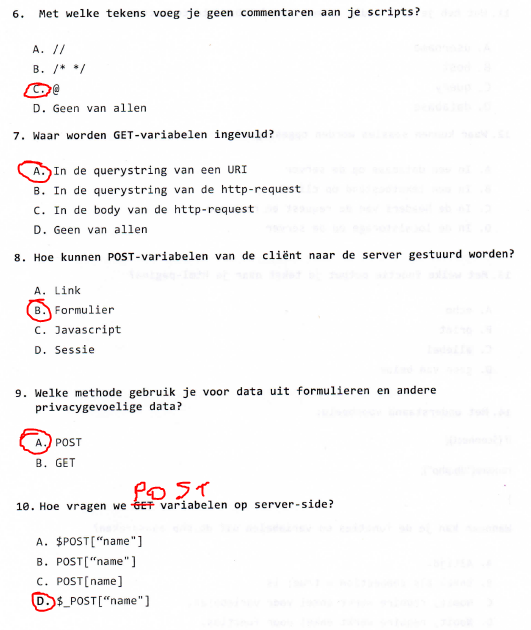 6. Met welke tekens voeg je geen commentaren aan je scripts?
A. //
B. /* */
C. @
D. Geen van allen
7. Waar worden GET-variabelen ingevuld?
A. In de querystring van een URI
B. In de querystring van de http-request
C. In de body van de http-request
D. Geen van allen
8. Hoe kunnen POST-variabelen van de cliënt naar de server gestuurd worden?
A. Link
B. Formulier
C. Javascript
D. Sessie
9. Welke methode gebruik je voor data uit formulieren en andere
privacygevoelige data?
A. POST
B. GET
POST
10. Hoe vragen we GET variabelen op server-side?
A. $POST[“name"]
B. POST["name"]
C. POST[name]
D. $_POST[“name"]